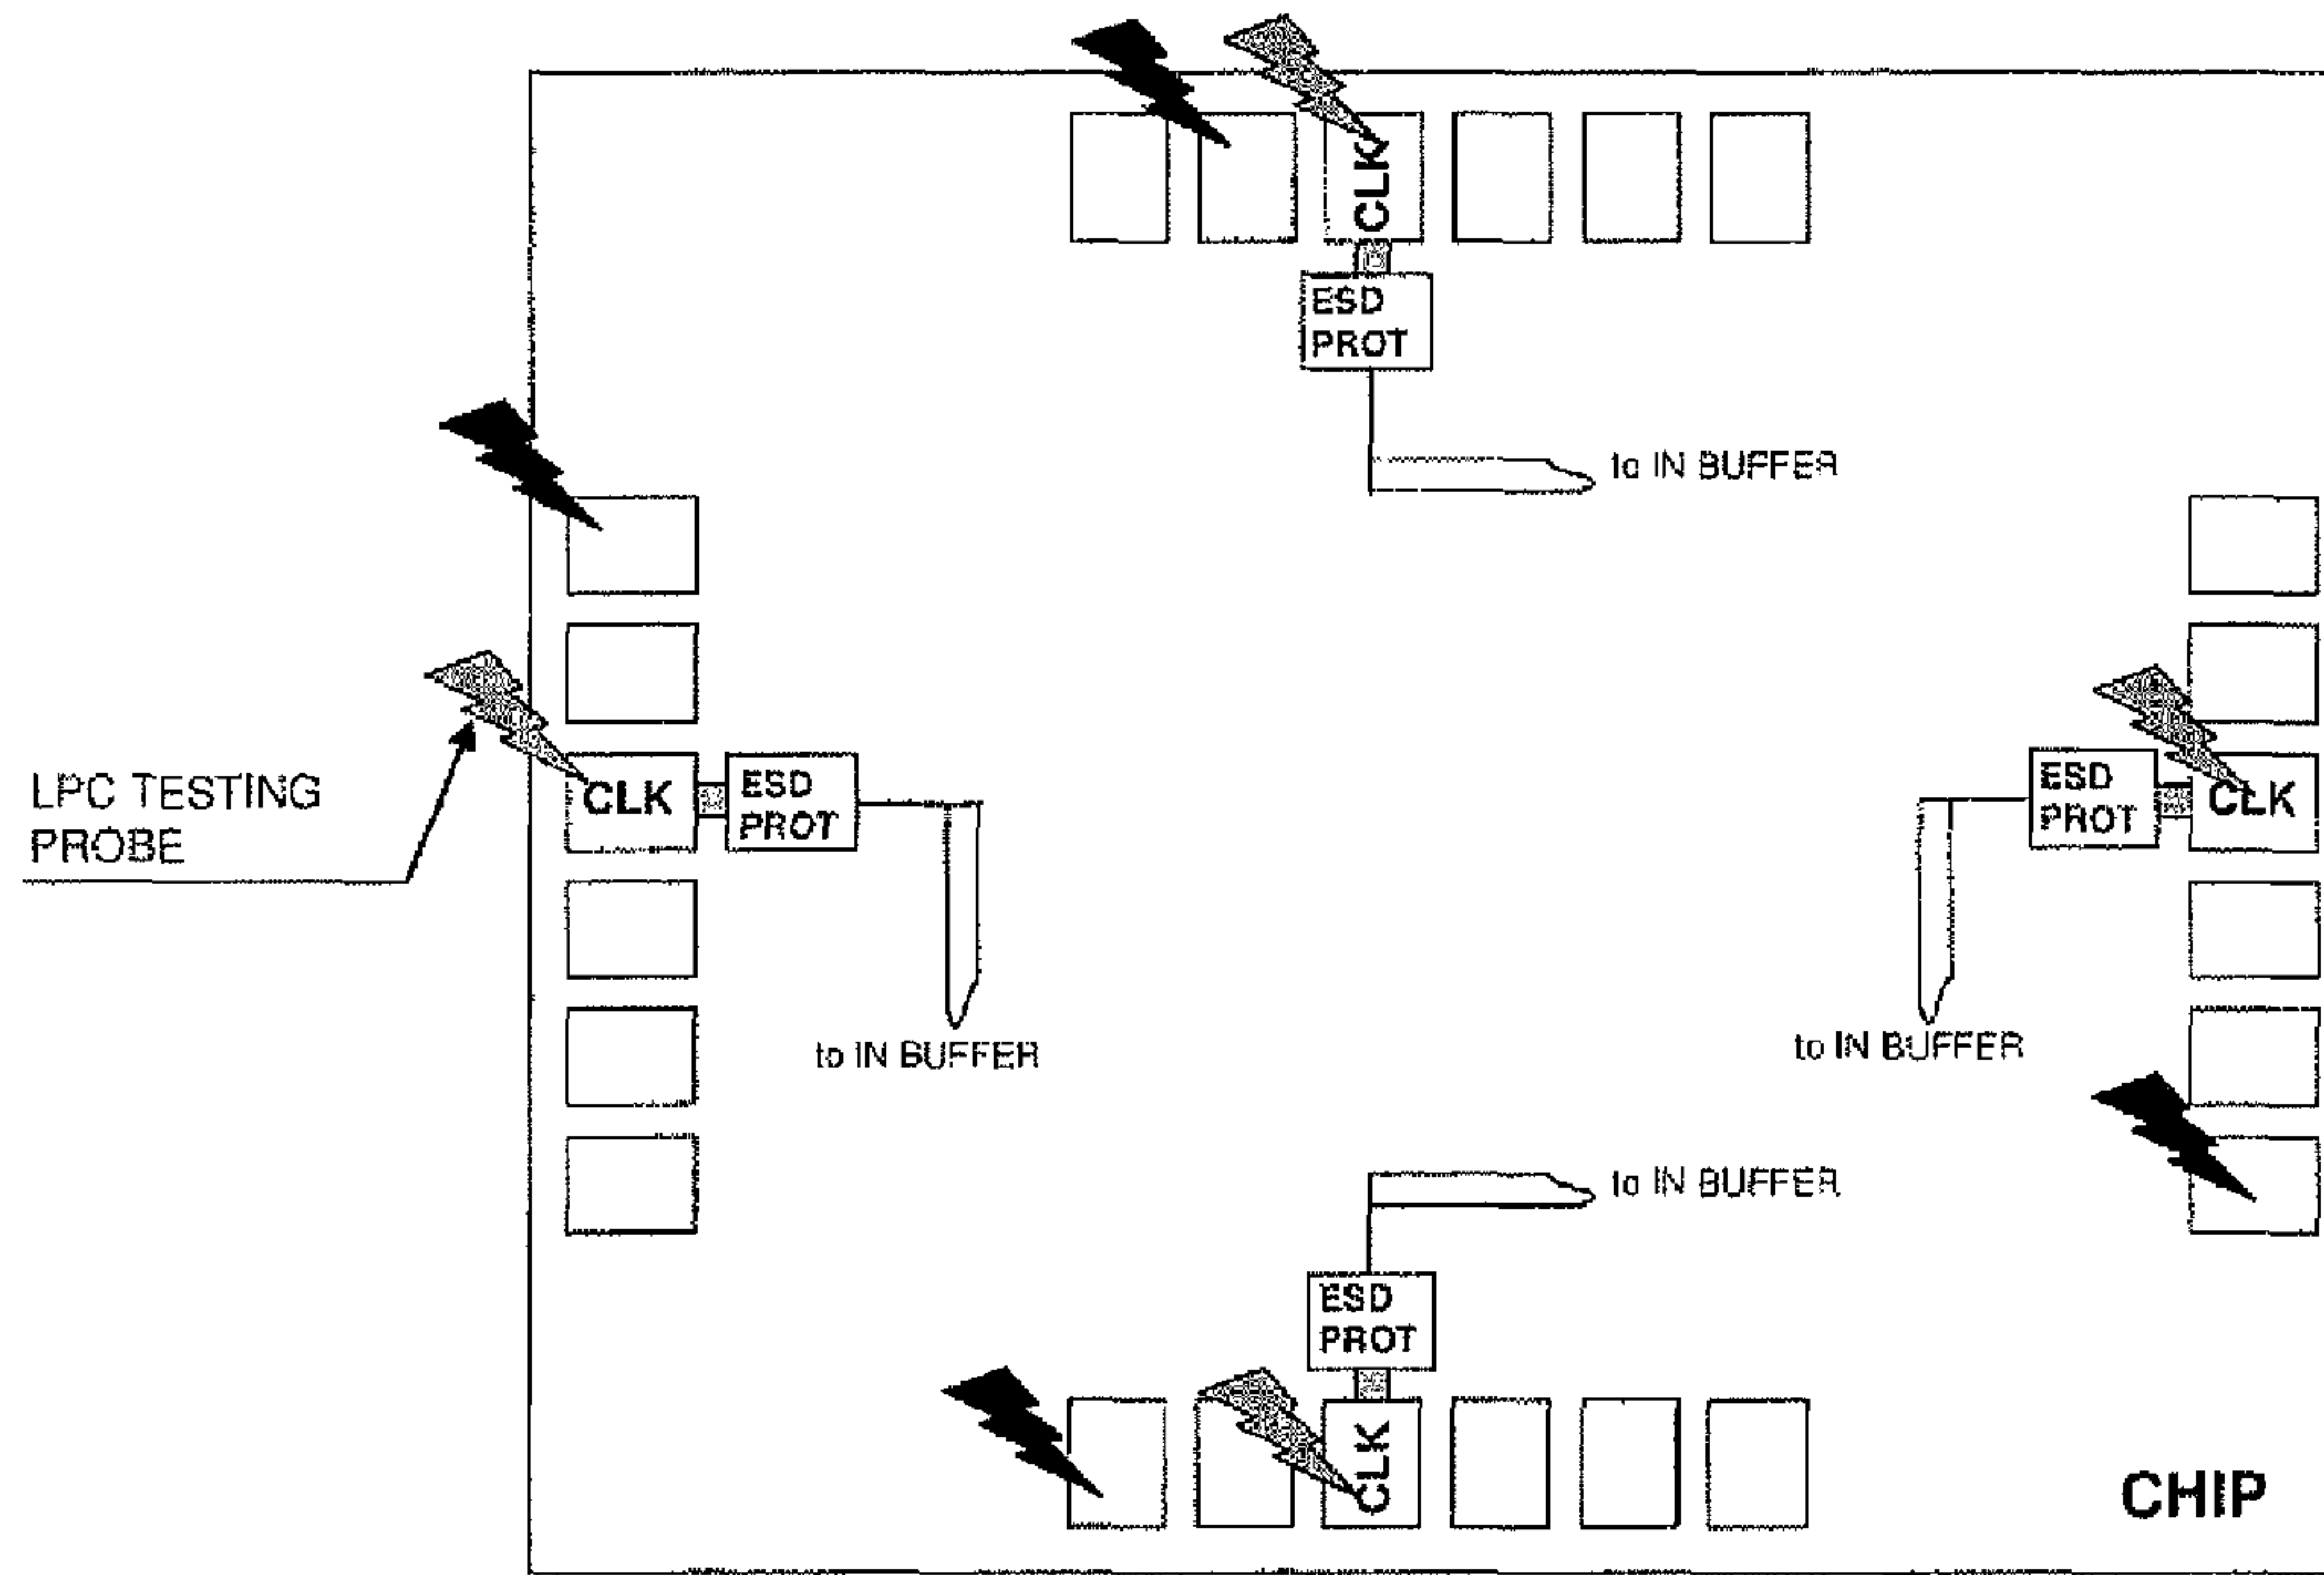 CLK
ESD
PROT
to IN BUFFER
LPC TESTING
PROBE
CLK
ESD
PROT
to IN BUFFER
ESD
PROT
CLK
to IN BUFFER
to IN BUFFER
ESD
PROT
CLK
CHIP